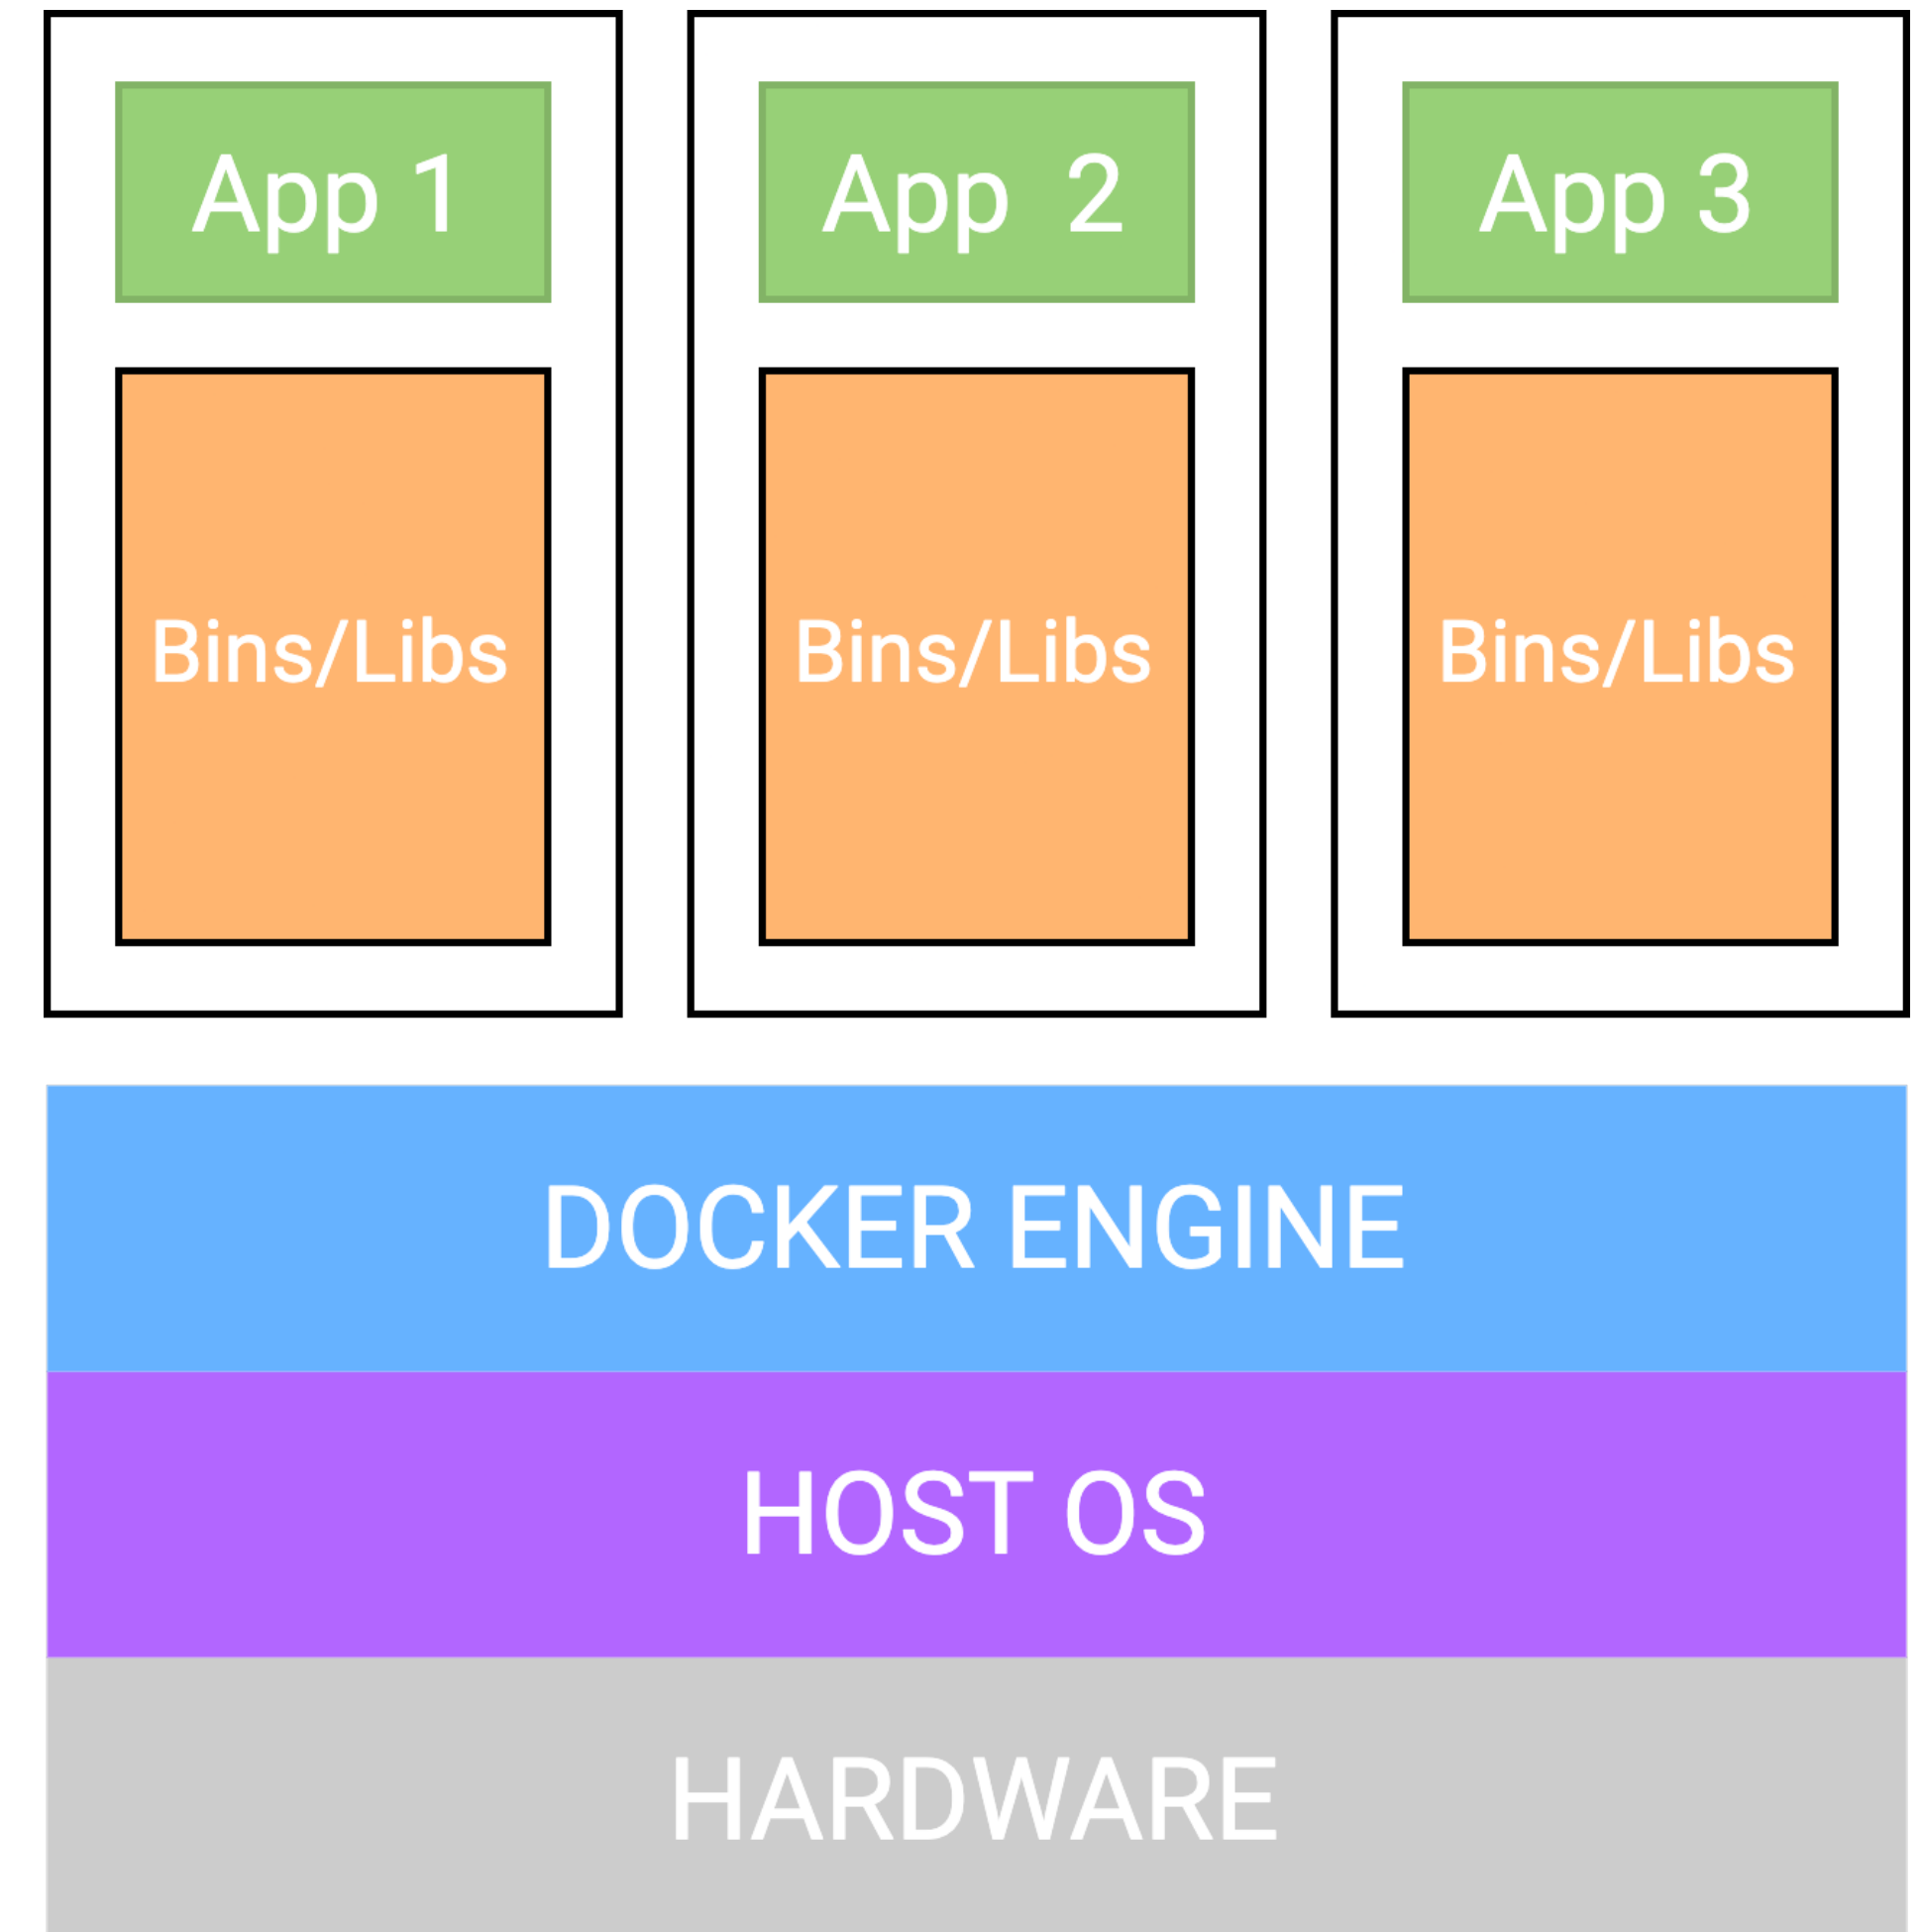 App 1
App  2
App 3
Bins/Libs
Bins/Libs
Bins/Libs
DOCKER ENGINE
HOST OS
HARDWARE